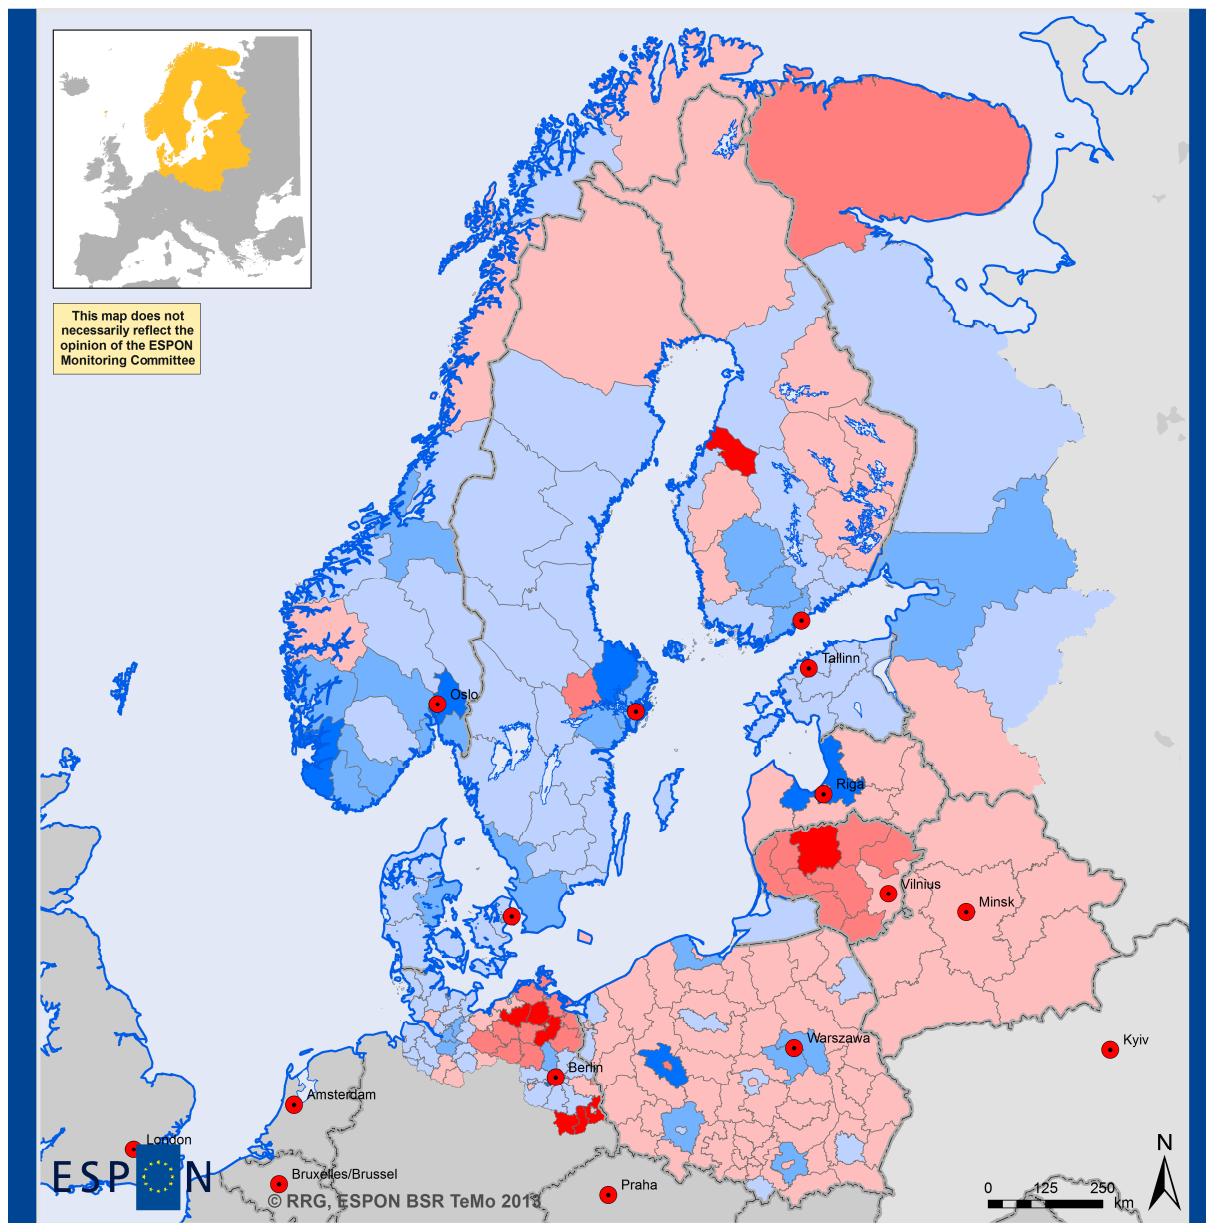 This map does not
necessarily reflect the
opinion of the ESPON
Monitoring Committee
Oslo
Tallinn
Riga
Vilnius
Minsk
Warszawa
Kyiv
Berlin
Amsterdam
London
Bruxelles/Brussel
Praha
ESPON
© RRG, ESPON BSR TeMo 2013
N
0 125 250
km